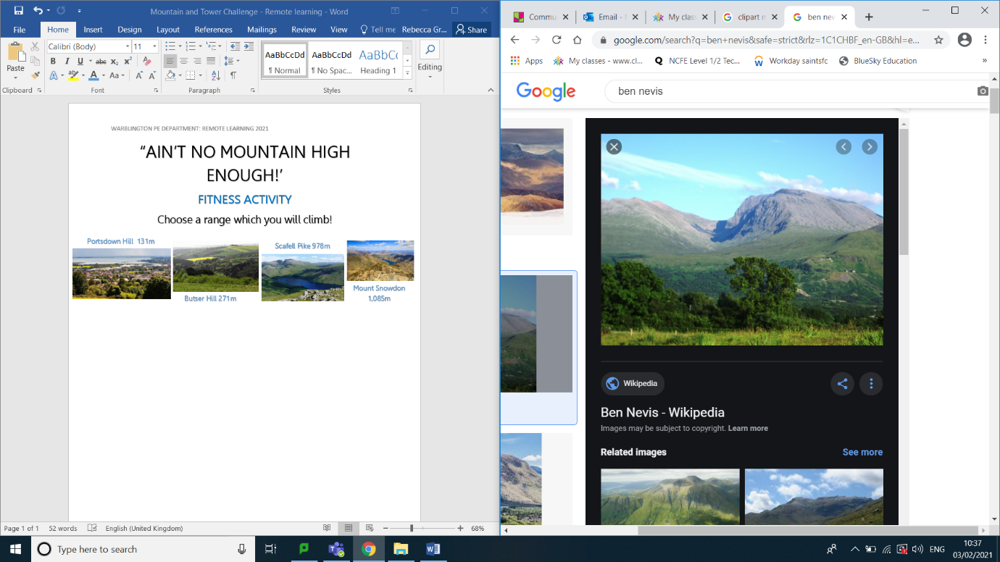 Mountain and Tower Challenge - Remote learning - Word
File Home Insert Design Layout References Mailings Review View Tell me Rebecca Gr... Share
Calibri (Body) 11
Paste
B I U abc X₂ X²
A ab A Aa A A
AaBbCcDd AaBbCcDd AaBbCc
¶ Normal ¶ No Spac... Heading 1
Editing
Clipboard Font Paragraph Styles
WARBLINGTON PE DEPARTMENT: REMOTE LEARNING 2021
“AIN’T NO MOUNTAIN HIGH
ENOUGH!’
FITNESS ACTIVITY
Choose a range which you will climb!
Portsdown Hill 131m
Scafell Pike 978m
Butser Hill 271m
Mount Snowdon
1,085m
Page 1 of 1 52 words English (United Kingdom) 68%
Commu Email - My clas clipart m ben nev
google.com/search?q=ben+nevis&safe=strict&rlz=1C1CHBF_en-GB&hl=e...
Apps My classes - www.cl... NCFE Level 1/2 Tec... Workday saintsfc BlueSky Education »
Google
ben nevis
Wikipedia
Ben Nevis - Wikipedia
Images may be subject to copyright. Learn more
Related images See more
Type here to search
ENG
10:37
03/02/2021